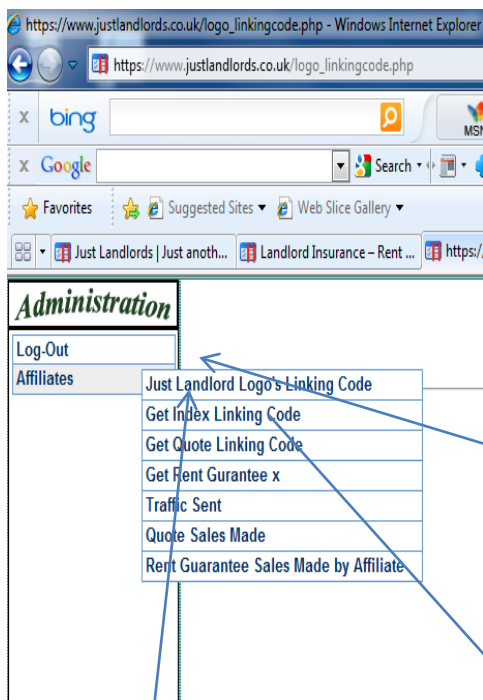 https://www.justlandlords.co.uk/logo_linkingcode.php - Windows Internet Explorer
https://www.justlandlords.co.uk/logo_linkingcode.php
x bing
MSN
x Google Search
Favorites Suggested Sites Web Slice Gallery
Just Landlords | Just anoth... Landlord Insurance – Rent ... https:/
Administration
Log-Out
Affiliates
Just Landlord Logo's Linking Code
Get Index Linking Code
Get Quote Linking Code
Get Rent Gurantee x
Traffic Sent
Quote Sales Made
Rent Guarantee Sales Made by Affiliate